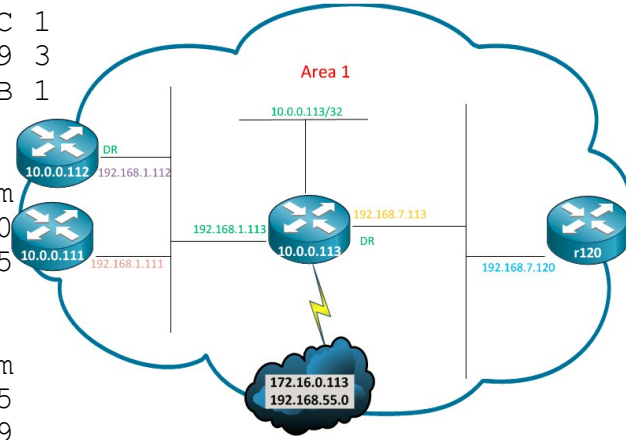 C 1
9 3
B 1
m
0
5
m
5
9
Area 1
10.0.0.113/32
DR
10.0.0.112
192.168.1.112
192.168.1.113
10.0.0.113
192.168.7.113
DR
10.0.0.111
192.168.1.111
r120
192.168.7.120
172.16.0.113
192.168.55.0